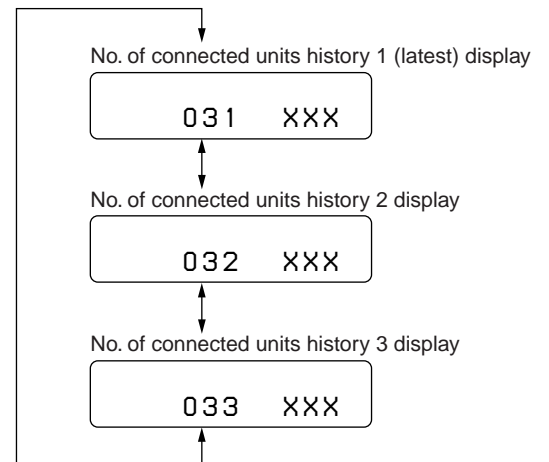 No. of connected units history 1 (latest) display
031 XXX
No. of connected units history 2 display
032 XXX
No. of connected units history 3 display
033 XXX